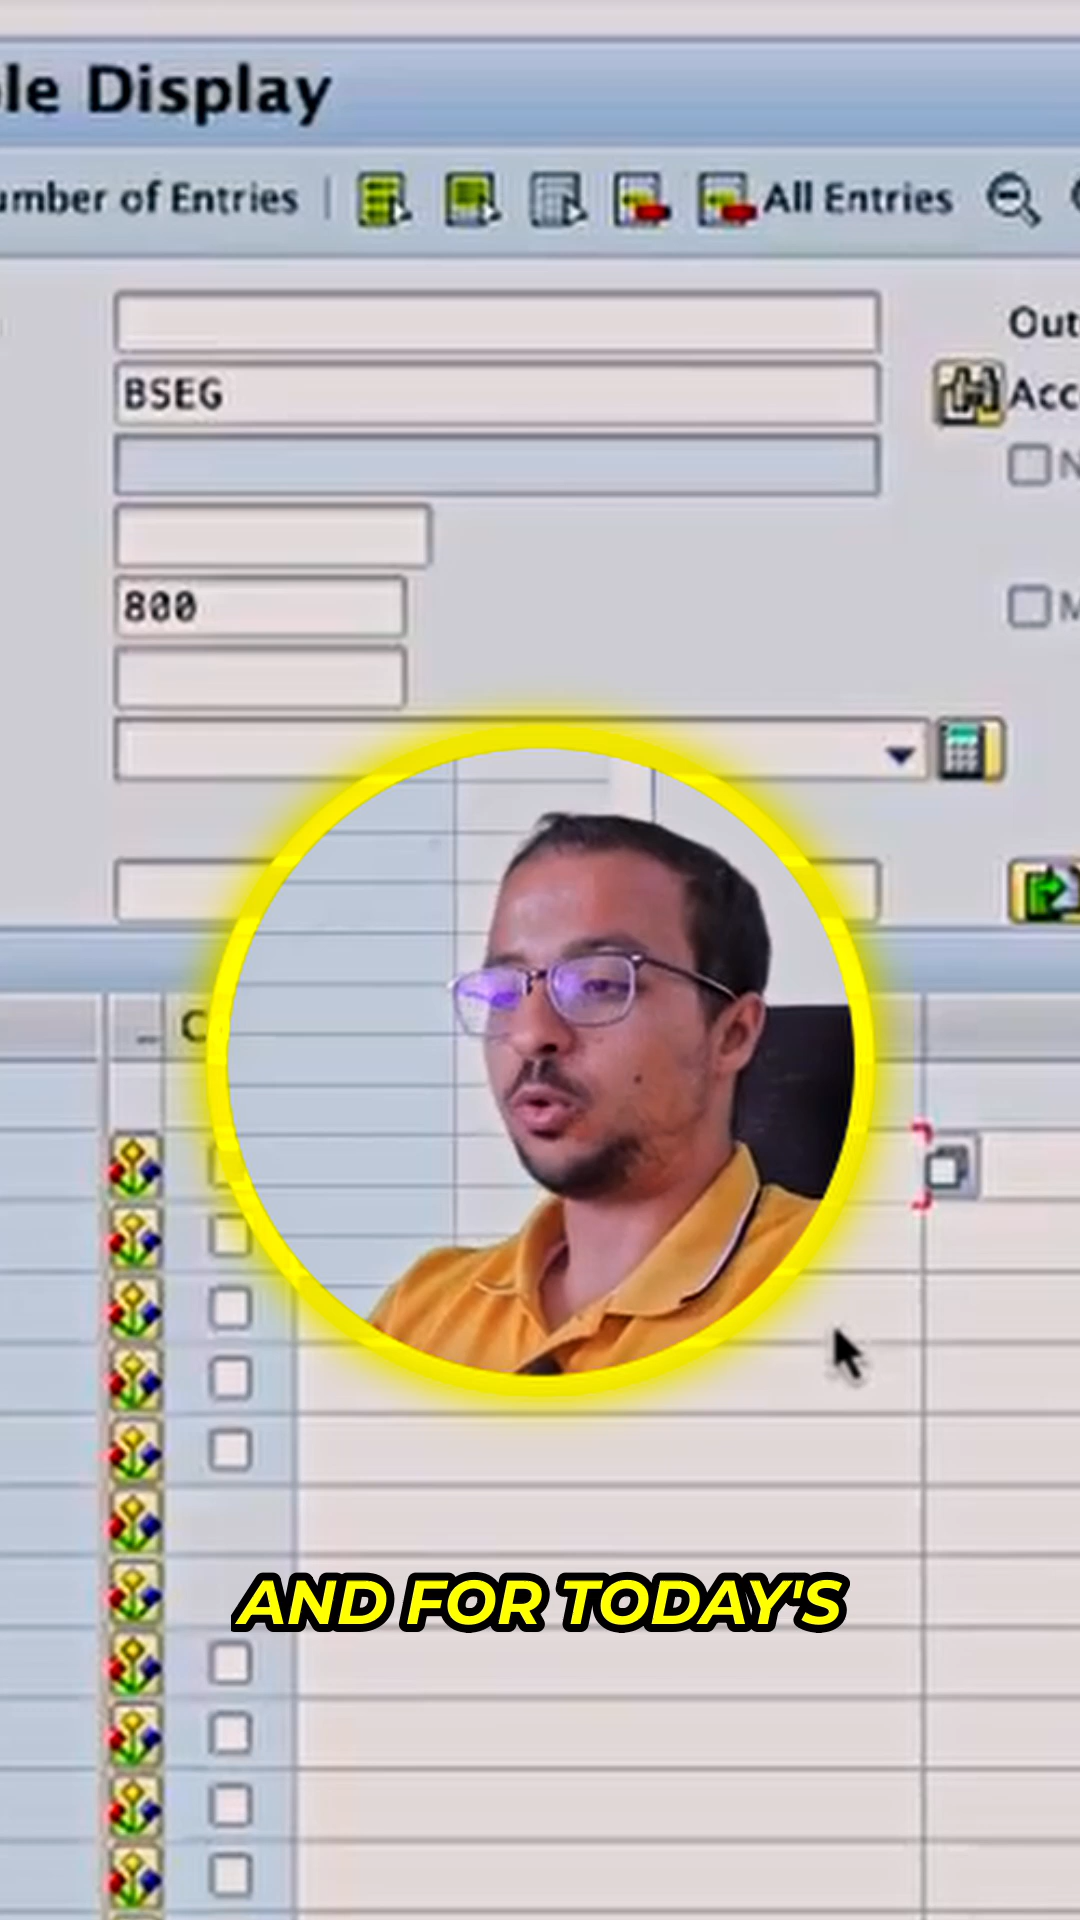 le Display
umber of Entries
All Entries
Out
BSEG
Acc
N
800
M
...
C
AND FOR TODAY'S